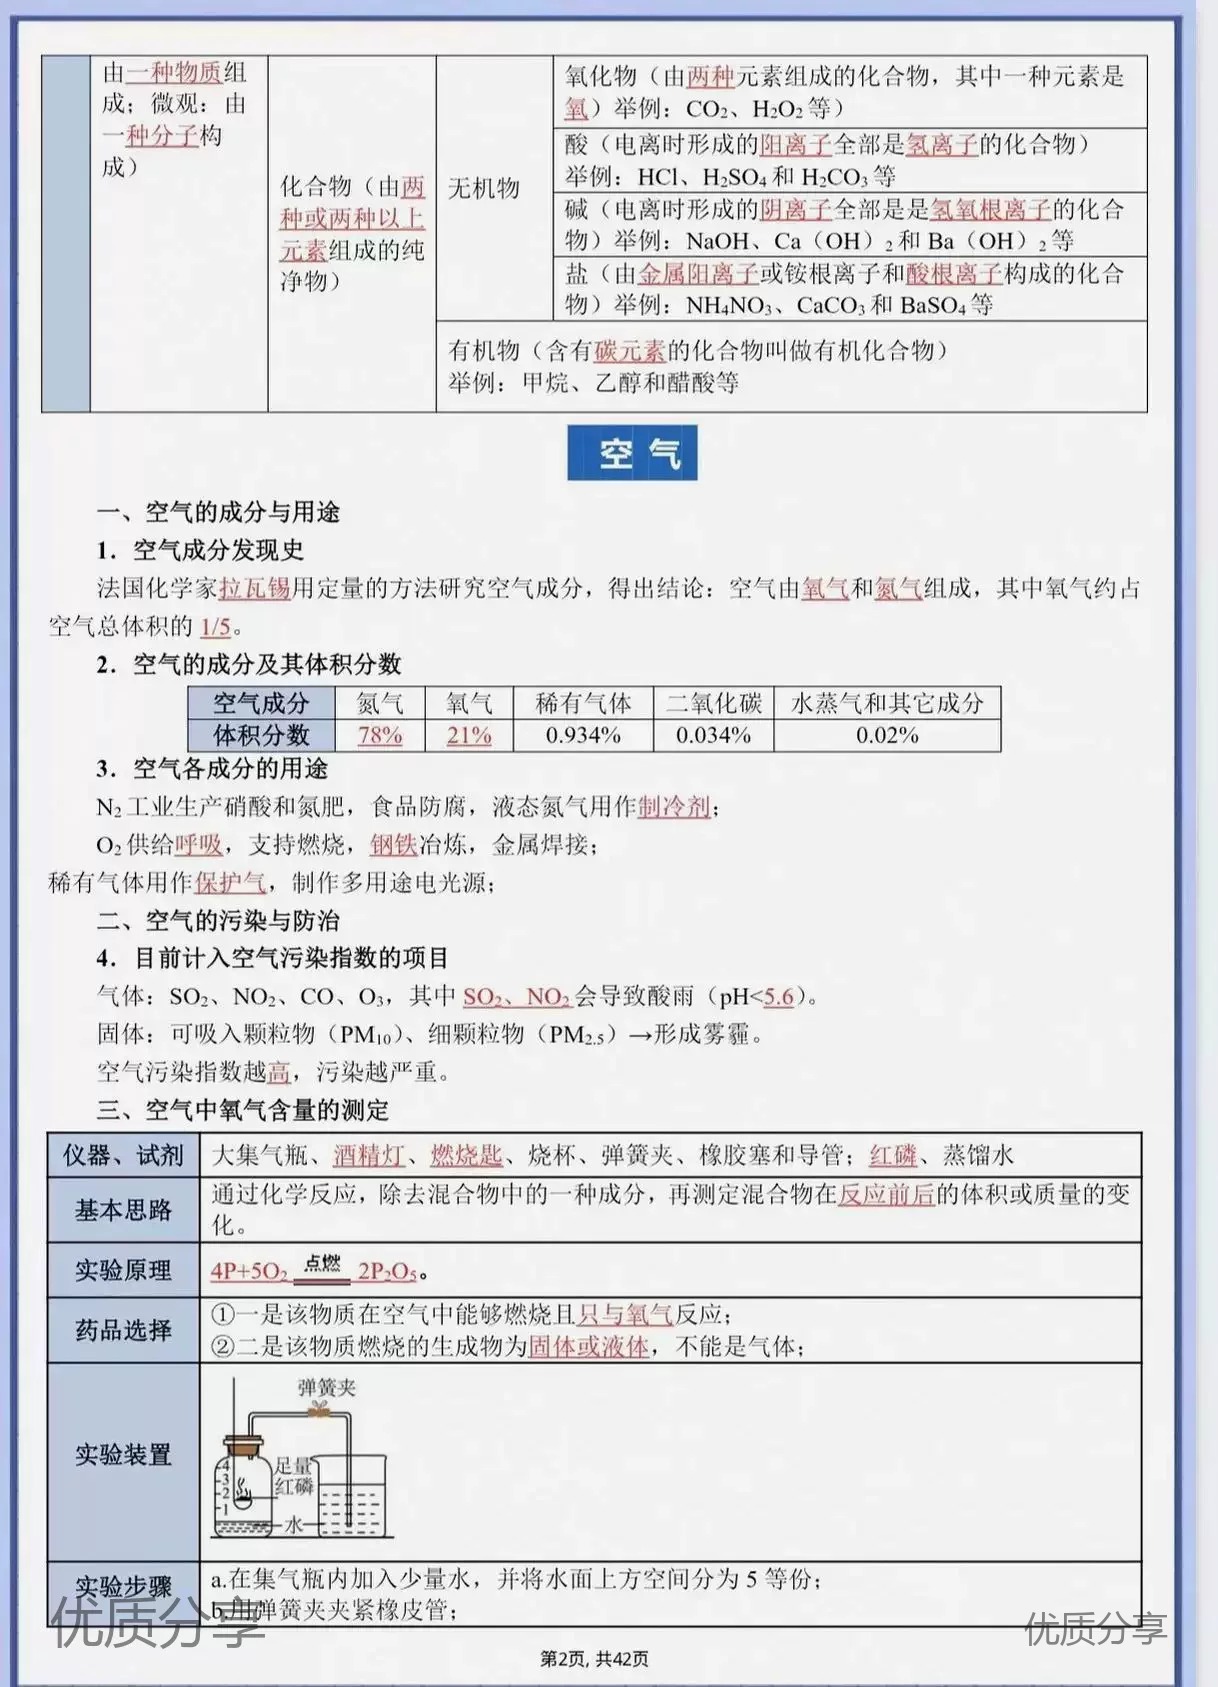 由一种物质组
成；微观：由
一种分子构
成）
化合物（由两
种或两种以上
元素组成的纯
净物）
无机物
氧化物（由两种元素组成的化合物，其中一种元素是
氧）举例：CO₂、H₂O₂等）
酸（电离时形成的阳离子全部是氢离子的化合物）
举例：HCl、H₂SO₄和 H₂CO₃等
碱（电离时形成的阴离子全部是是氢氧根离子的化合
物）举例：NaOH、Ca（OH）₂和 Ba（OH）₂等
盐（由金属阳离子或铵根离子和酸根离子构成的化合
物）举例：NH₄NO₃、CaCO₃和 BaSO₄等
有机物（含有碳元素的化合物叫做有机化合物）
举例：甲烷、乙醇和醋酸等
空气
一、空气的成分与用途
1．空气成分发现史
法国化学家拉瓦锡用定量的方法研究空气成分，得出结论：空气由氧气和氮气组成，其中氧气约占
空气总体积的 1/5。
2．空气的成分及其体积分数
空气成分 氮气 氧气 稀有气体 二氧化碳 水蒸气和其它成分
体积分数 78% 21% 0.934% 0.034% 0.02%
3．空气各成分的用途
N₂工业生产硝酸和氮肥，食品防腐，液态氮气用作制冷剂；
O₂供给呼吸，支持燃烧，钢铁冶炼，金属焊接；
稀有气体用作保护气，制作多用途电光源；
二、空气的污染与防治
4．目前计入空气污染指数的项目
气体：SO₂、NO₂、CO、O₃，其中 SO₂、NO₂会导致酸雨（pH<5.6）。
固体：可吸入颗粒物（PM₁₀）、细颗粒物（PM₂.₅）→形成雾霾。
空气污染指数越高，污染越严重。
三、空气中氧气含量的测定
仪器、试剂 大集气瓶、酒精灯、燃烧匙、烧杯、弹簧夹、橡胶塞和导管；红磷、蒸馏水
基本思路 通过化学反应，除去混合物中的一种成分，再测定混合物在反应前后的体积或质量的变
化。
实验原理 4P+5O₂ 点燃 2P₂O₅。
药品选择 ①一是该物质在空气中能够燃烧且只与氧气反应；
②二是该物质燃烧的生成物为固体或液体，不能是气体；
实验装置
弹簧夹
4
3
2
1
足量
红磷
水
实验步骤 a.在集气瓶内加入少量水，并将水面上方空间分为 5 等份；
b.用弹簧夹夹紧橡皮管；
优质分享
优质分享
第2页, 共42页